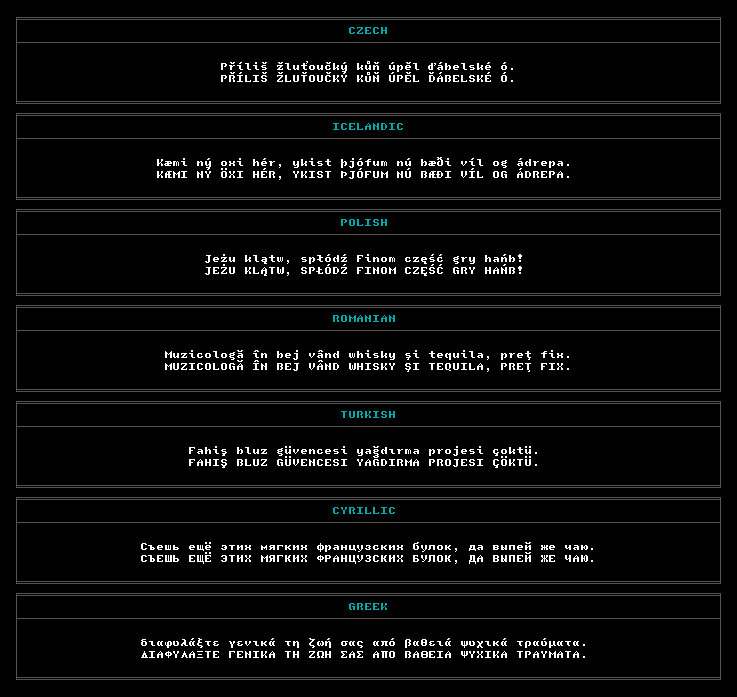 CZECH
Příliš žluťoučký kůň úpěl ďábelské ó.
PŘÍLIŠ ŽLUŤOUČKÝ KŮŇ ÚPĚL ĎÁBELSKÉ Ó.
ICELANDIC
Kæmi ný oxi hér, ykist þjófum nú bæði víl og ádrepa.
KÆMI NÝ ÖXI HÉR, YKIST ÞJÓFUM NÚ BÆÐI VÍL OG ÁDREPA.
POLISH
Jeżu klątw, spłódź Finom część gry hańb!
JEŻU KLĄTW, SPŁÓDŹ FINOM CZĘŚĆ GRY HAŃB!
ROMANIAN
Muzicologă în bej vând whisky şi tequila, preţ fix.
MUZICOLOGĂ ÎN BEJ VÂND WHISKY ŞI TEQUILA, PREŢ FIX.
TURKISH
Fahiş bluz güvencesi yağdırma projesi çoktü.
FAHIŞ BLUZ GÜVENCESI YAĞDIRMA PROJESI ÇÖKTÜ.
CYRILLIC
Съешь ещё этих мягких французских булок, да выпей же чаю.
СЪЕШЬ ЕЩЁ ЭТИХ МЯГКИХ ФРАНЦУЗСКИХ БУЛОК, ДА ВЫПЕЙ ЖЕ ЧАЮ.
GREEK
διαφυλάξτε γενικά τη ζωή σας από βαθειά ψυχικά τραύματα.
ΔΙΑΦΥΛΑΞΤΕ ΓΕΝΙΚΑ ΤΗ ΖΩΗ ΣΑΣ ΑΠΟ ΒΑΘΕΙΑ ΨΥΧΙΚΑ ΤΡΑΥΜΑΤΑ.